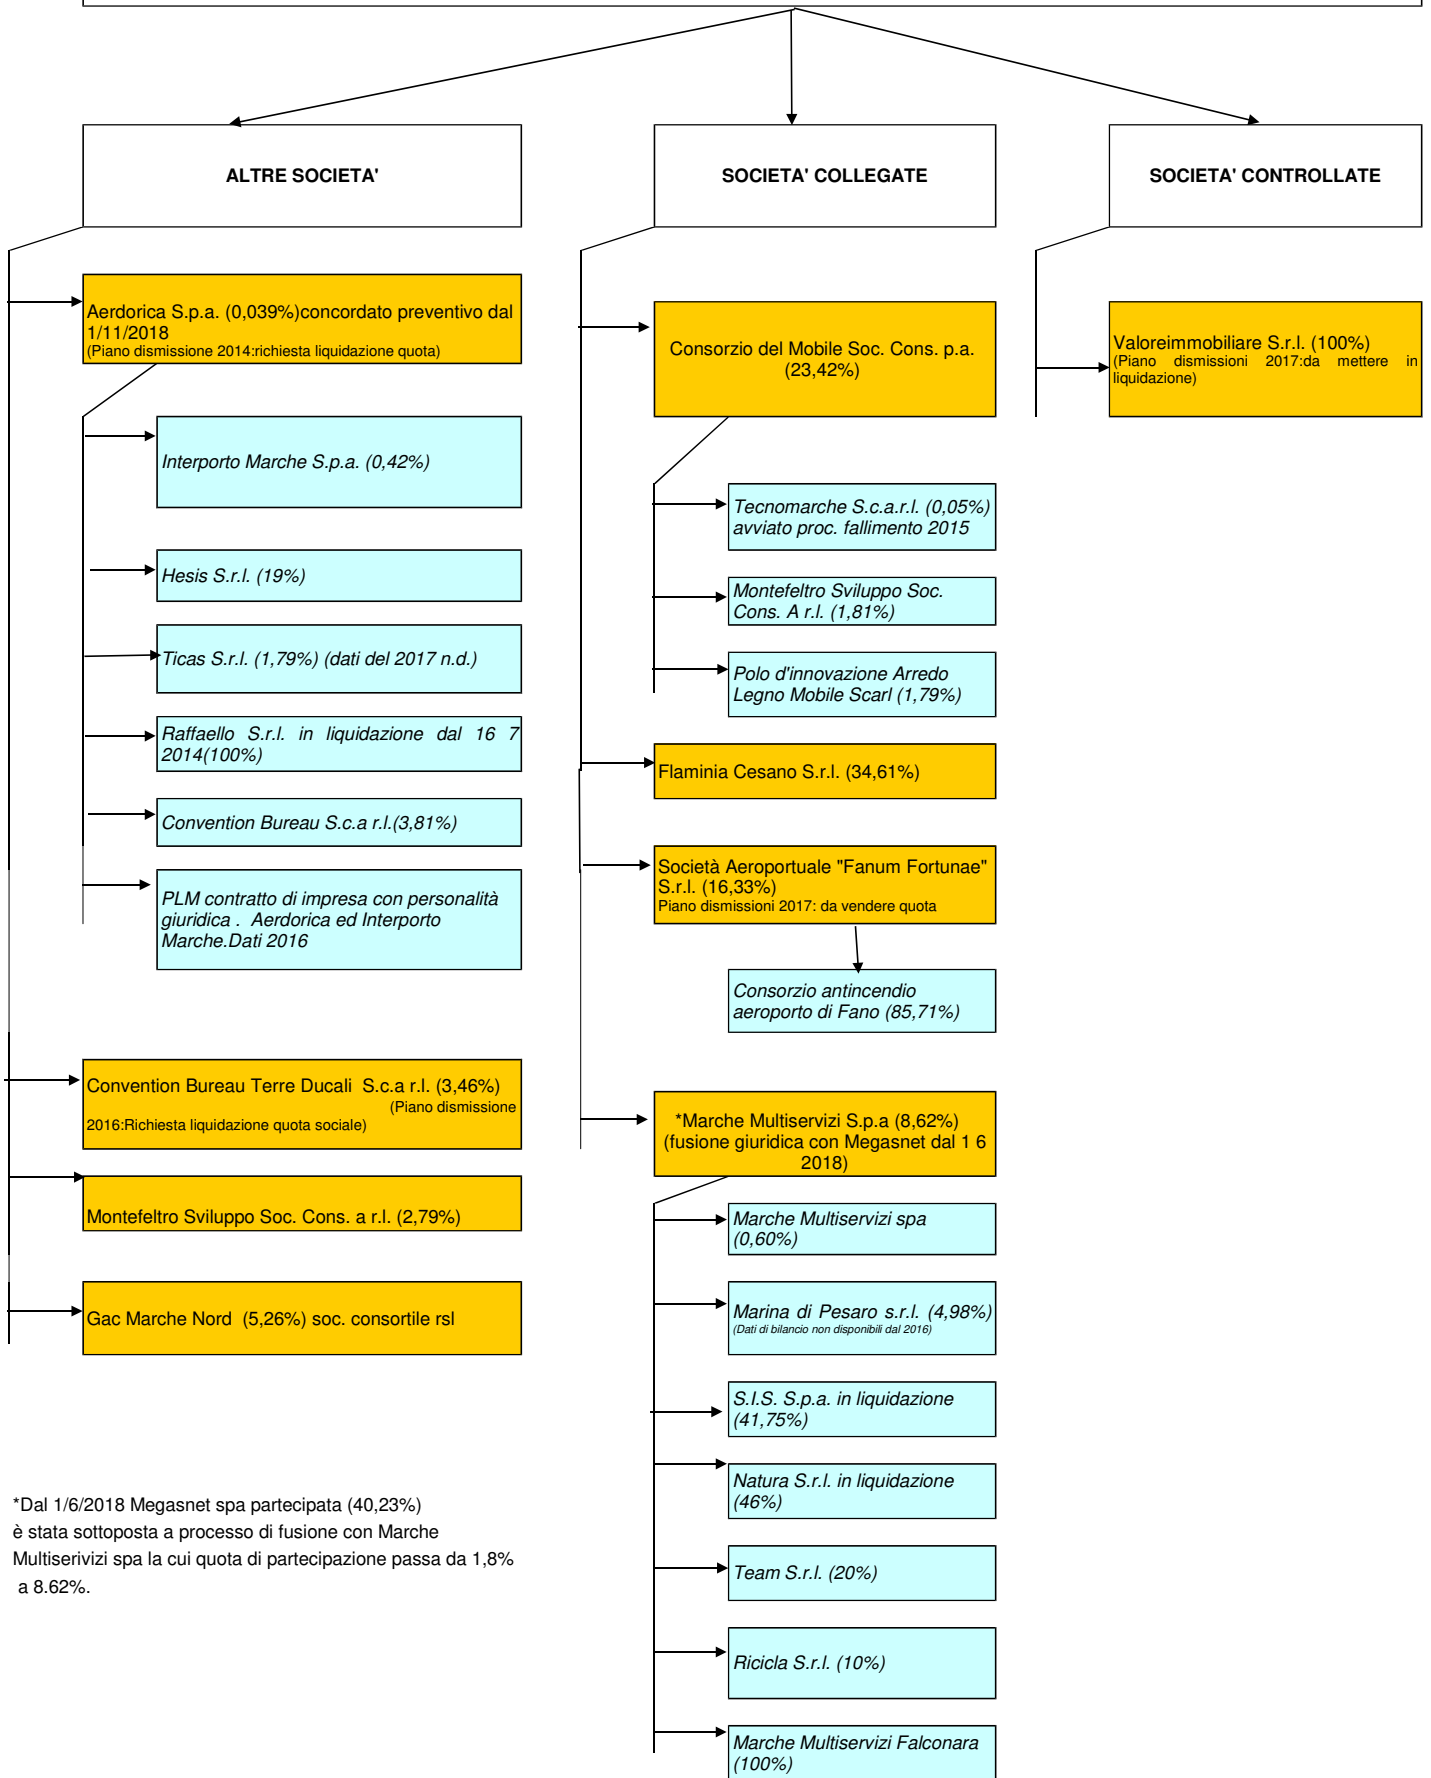 ALTRE SOCIETA'
SOCIETA' COLLEGATE
SOCIETA' CONTROLLATE
Aerdorica S.p.a. (0,039%)concordato preventivo dal
1/11/2018
(Piano dismissione 2014:richiesta liquidazione quota)
Interporto Marche S.p.a. (0,42%)
Hesis S.r.l. (19%)
Ticas S.r.l. (1,79%) (dati del 2017 n.d.)
Raffaello S.r.l. in liquidazione dal 16 7
2014(100%)
Convention Bureau S.c.a r.l.(3,81%)
PLM contratto di impresa con personalità
giuridica . Aerdorica ed Interporto
Marche.Dati 2016
Convention Bureau Terre Ducali S.c.a r.l. (3,46%)
(Piano dismissione
2016:Richiesta liquidazione quota sociale)
Montefeltro Sviluppo Soc. Cons. a r.l. (2,79%)
Gac Marche Nord (5,26%) soc. consortile rsl
*Dal 1/6/2018 Megasnet spa partecipata (40,23%)
è stata sottoposta a processo di fusione con Marche
Multiserivizi spa la cui quota di partecipazione passa da 1,8%
a 8.62%.
Consorzio del Mobile Soc. Cons. p.a.
(23,42%)
Tecnomarche S.c.a.r.l. (0,05%)
avviato proc. fallimento 2015
Montefeltro Sviluppo Soc.
Cons. A r.l. (1,81%)
Polo d'innovazione Arredo
Legno Mobile Scarl (1,79%)
Flaminia Cesano S.r.l. (34,61%)
Società Aeroportuale "Fanum Fortunae"
S.r.l. (16,33%)
Piano dismissioni 2017: da vendere quota
Consorzio antincendio
aeroporto di Fano (85,71%)
*Marche Multiservizi S.p.a (8,62%)
(fusione giuridica con Megasnet dal 1 6
2018)
Marche Multiservizi spa
(0,60%)
Marina di Pesaro s.r.l. (4,98%)
(Dati di bilancio non disponibili dal 2016)
S.I.S. S.p.a. in liquidazione
(41,75%)
Natura S.r.l. in liquidazione
(46%)
Team S.r.l. (20%)
Ricicla S.r.l. (10%)
Marche Multiservizi Falconara
(100%)
Valoreimmobiliare S.r.l. (100%)
(Piano dismissioni 2017:da mettere in
liquidazione)